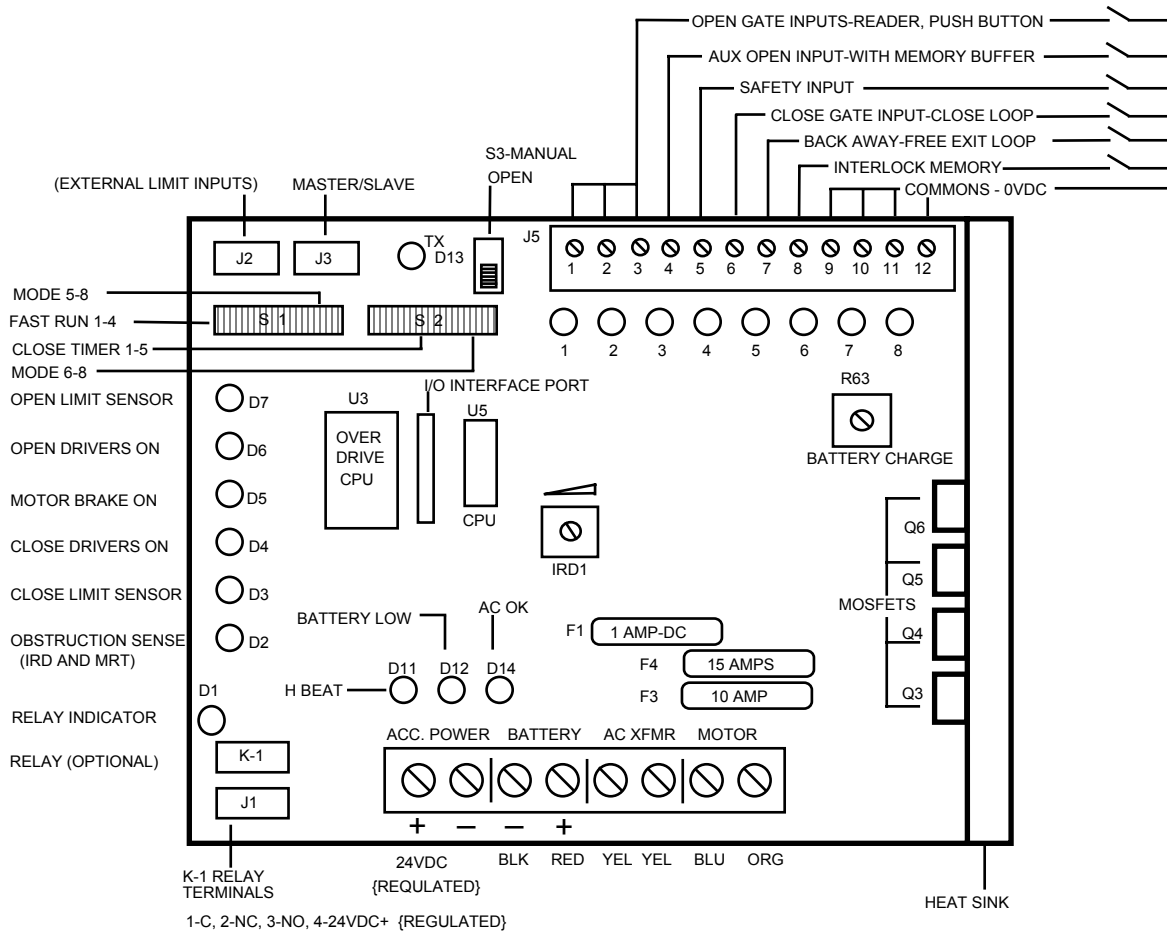 OPEN GATE INPUTS-READER, PUSH BUTTON
AUX OPEN INPUT-WITH MEMORY BUFFER
SAFETY INPUT
CLOSE GATE INPUT-CLOSE LOOP
BACK AWAY-FREE EXIT LOOP
INTERLOCK MEMORY
COMMONS - 0VDC
S3-MANUAL
OPEN
(EXTERNAL LIMIT INPUTS)
MASTER/SLAVE
J2
J3
TX
D13
J5
1 2 3 4 5 6 7 8 9 10 11 12
MODE 5-8
FAST RUN 1-4
S 1
S 2
CLOSE TIMER 1-5
MODE 6-8
1 2 3 4 5 6 7 8
I/O INTERFACE PORT
OPEN LIMIT SENSOR
D7
U3
OVER
DRIVE
CPU
U5
CPU
R63
BATTERY CHARGE
OPEN DRIVERS ON
D6
MOTOR BRAKE ON
D5
CLOSE DRIVERS ON
D4
IRD1
CLOSE LIMIT SENSOR
D3
OBSTRUCTION SENSE
(IRD AND MRT)
D2
Q6
Q5
MOSFETS
Q4
Q3
BATTERY LOW
AC OK
F1 1 AMP-DC
F4 15 AMPS
F3 10 AMP
H BEAT
D11 D12 D14
D1
RELAY INDICATOR
RELAY (OPTIONAL)
K-1
J1
ACC. POWER BATTERY AC XFMR MOTOR
+ − − +
24VDC
{REQULATED}
BLK RED YEL YEL BLU ORG
K-1 RELAY
TERMINALS
1-C, 2-NC, 3-NO, 4-24VDC+ {REGULATED}
HEAT SINK